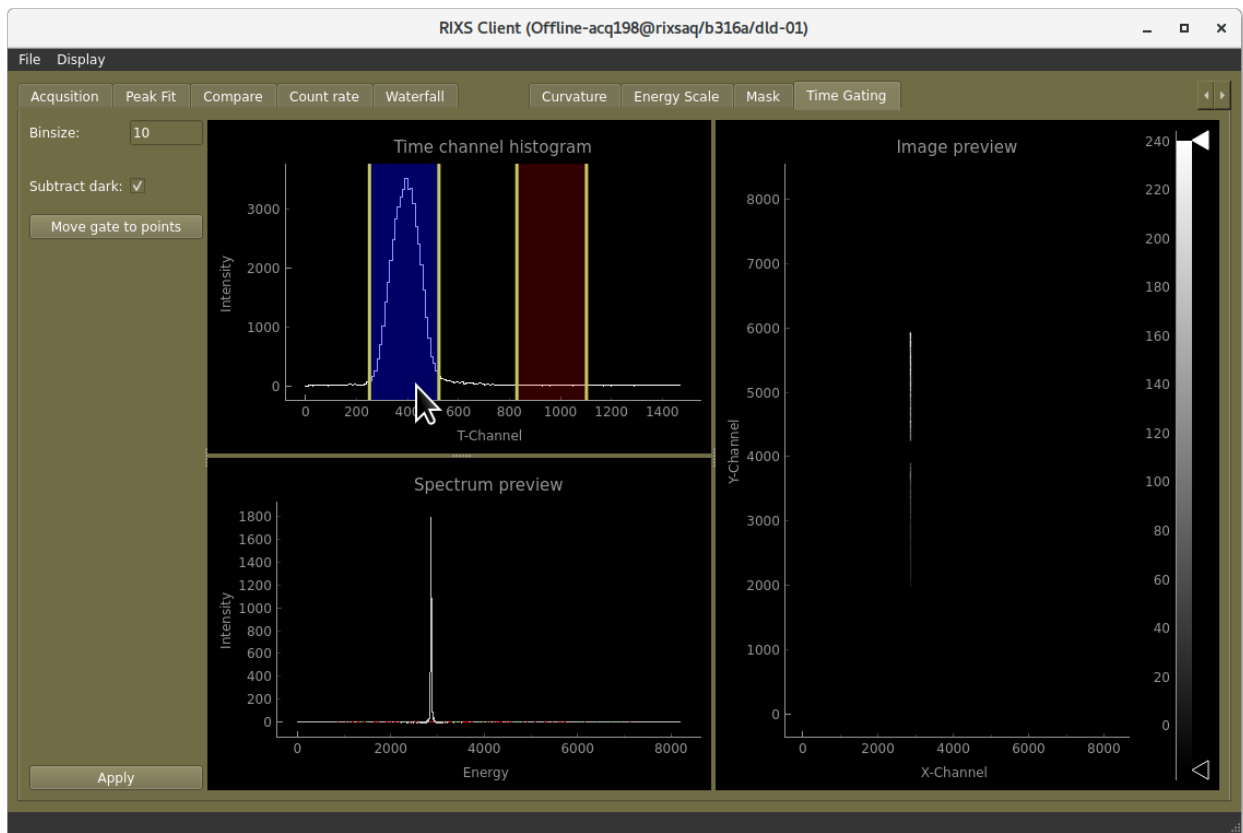 RIXS Client (Offline-acq198@rixsaq/b316a/dld-01)
File Display
Acqusition Peak Fit Compare Count rate Waterfall Curvature Energy Scale Mask Time Gating
Binsize: 10
Subtract dark:
Move gate to points
Apply
Time channel histogram
Intensity
3000
2000
1000
0
0 200 600 800 1000 1200 1400
T-Channel
Spectrum preview
Intensity
1800
1600
1400
1200
1000
800
600
400
200
0
0 2000 4000 6000 8000
Energy
Image preview
Y-Channel
8000
7000
6000
5000
4000
3000
2000
1000
0
0 2000 4000 6000 8000
X-Channel
240
220
200
180
160
140
120
100
80
60
40
20
0